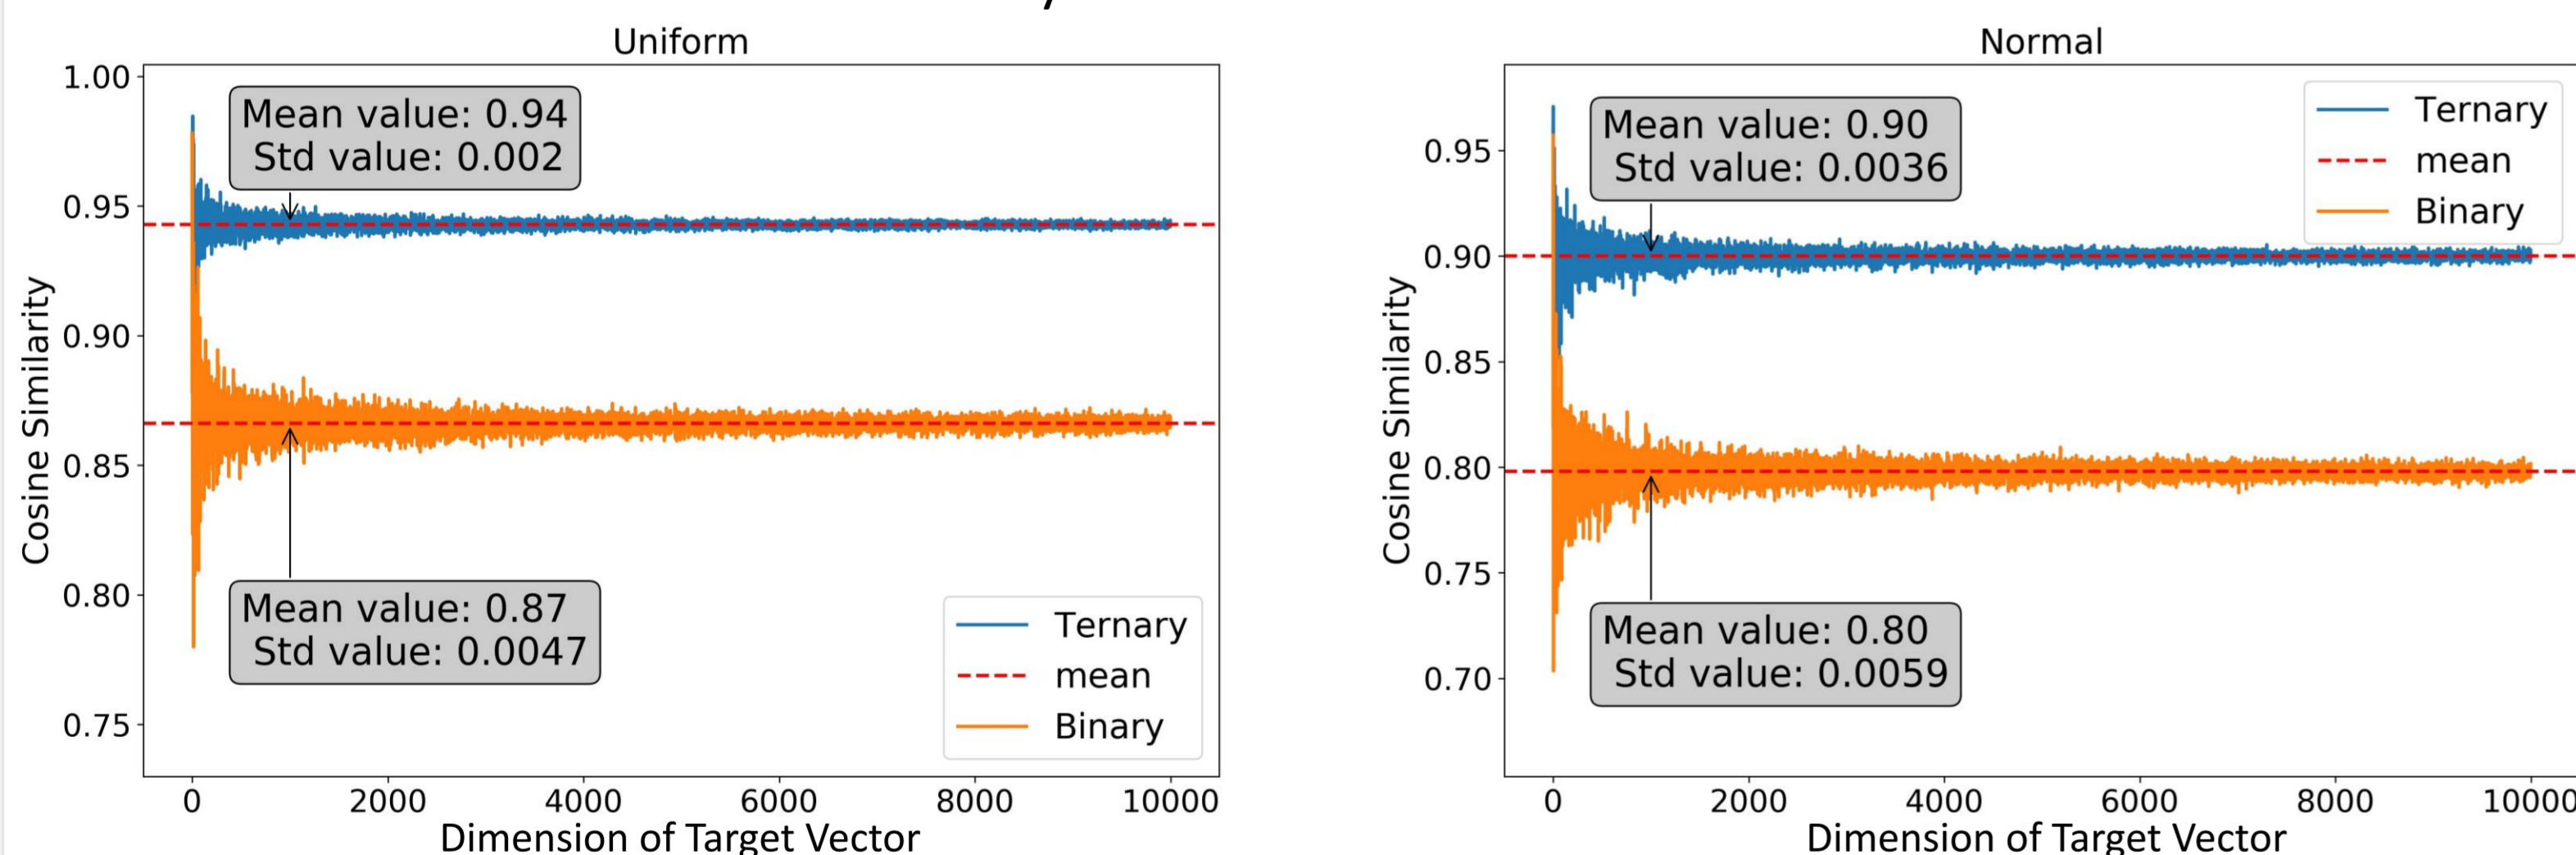 Uniform
1.00
0.95
0.90
0.85
0.80
0.75
Cosine Similarity
Mean value: 0.94
Std value: 0.002
Mean value: 0.87
Std value: 0.0047
Ternary
mean
Binary
0 2000 4000 6000 8000 10000
Dimension of Target Vector
Normal
0.95
0.90
0.85
0.80
0.75
0.70
Cosine Similarity
Mean value: 0.90
Std value: 0.0036
Mean value: 0.80
Std value: 0.0059
Ternary
mean
Binary
0 2000 4000 6000 8000 10000
Dimension of Target Vector